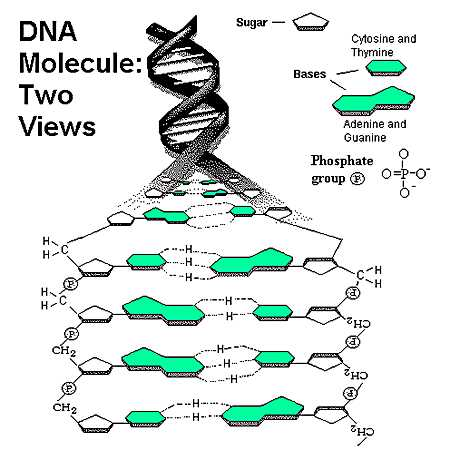 DNA
Molecule:
Two
Views
Sugar
Cytosine and
Thymine
Bases
Adenine and
Guanine
Phosphate
group P
O
O=P-O-
O-
H
H C
H
H
H
C H
H
P
H
H C
H
H
P
P
CH2
CH2
P
H
H
H
P
CH2
CH2
P
H
H
P
CH2